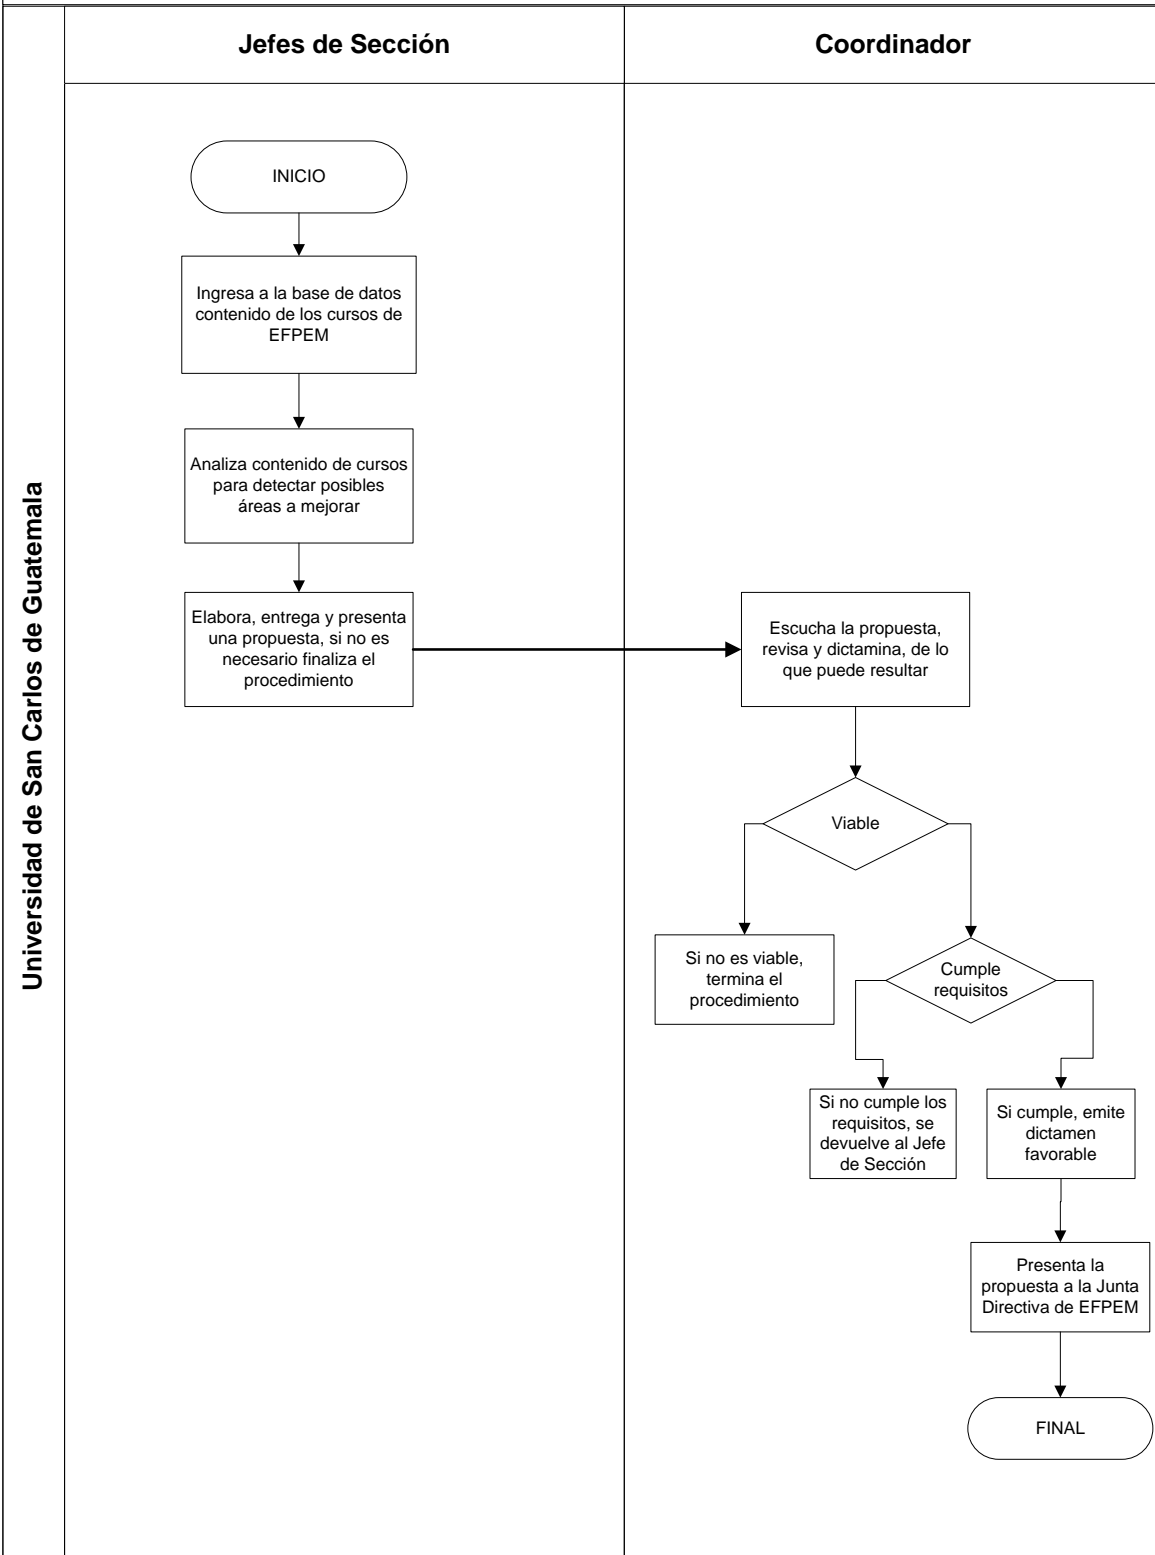 Universidad de San Carlos de Guatemala
Jefes de Sección
Coordinador
INICIO
Ingresa a la base de datos
contenido de los cursos de
EFPEM
Analiza contenido de cursos
para detectar posibles
áreas a mejorar
Elabora, entrega y presenta
una propuesta, si no es
necesario finaliza el
procedimiento
Escucha la propuesta,
revisa y dictamina, de lo
que puede resultar
Viable
Si no es viable,
termina el
procedimiento
Cumple
requisitos
Si no cumple los
requisitos, se
devuelve al Jefe
de Sección
Si cumple, emite
dictamen
favorable
Presenta la
propuesta a la Junta
Directiva de EFPEM
FINAL